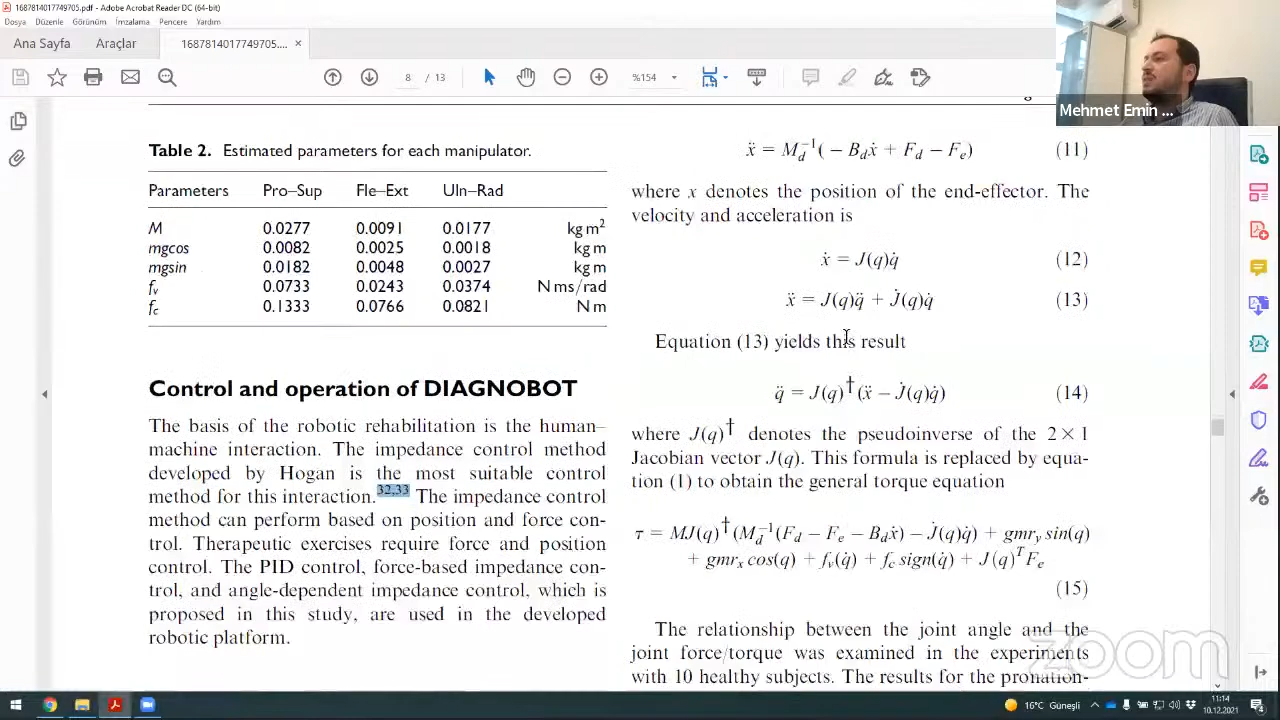 1687814017749705.pdf - Adobe Acrobat Reader DC (64-bit)
Dosya Düzenle Görünüm İmzalama Pencere Yardım
Ana Sayfa Araçlar 1687814017749705.... ×
8 / 13 %154
Mehmet Emin ...
Table 2. Estimated parameters for each manipulator.
Parameters Pro–Sup Fle–Ext Uln–Rad
M 0.0277 0.0091 0.0177 kg m²
mgcos 0.0082 0.0025 0.0018 kg m
mgsin 0.0182 0.0048 0.0027 kg m
fᵥ 0.0733 0.0243 0.0374 N ms/rad
f꜀ 0.1333 0.0766 0.0821 N m
Control and operation of DIAGNOBOT
The basis of the robotic rehabilitation is the human–
machine interaction. The impedance control method
developed by Hogan is the most suitable control
method for this interaction.32,33 The impedance control
method can perform based on position and force con-
trol. Therapeutic exercises require force and position
control. The PID control, force-based impedance con-
trol, and angle-dependent impedance control, which is
proposed in this study, are used in the developed
robotic platform.
ẍ = M_d^{-1}( − B_dẋ + F_d − F_e) (11)
where x denotes the position of the end-effector. The
velocity and acceleration is
ẋ = J(q)q̇ (12)
ẍ = J(q)q̈ + J̇(q)q̇ (13)
Equation (13) yields this result
q̈ = J(q)†(ẍ − J̇(q)q̇) (14)
where J(q)† denotes the pseudoinverse of the 2 × 1
Jacobian vector J(q). This formula is replaced by equa-
tion (1) to obtain the general torque equation
τ = MJ(q)†(M_d^{-1}(F_d − F_e − B_dẋ) − J̇(q)q̇) + gmr_y sin(q)
+ gmr_x cos(q) + f_v(q̇) + f_c sign(q̇) + J(q)^T F_e
(15)
The relationship between the joint angle and the
joint force/torque was examined in the experiments
with 10 healthy subjects. The results for the pronation-
zoom
16°C Güneşli
11:14
10.12.2021